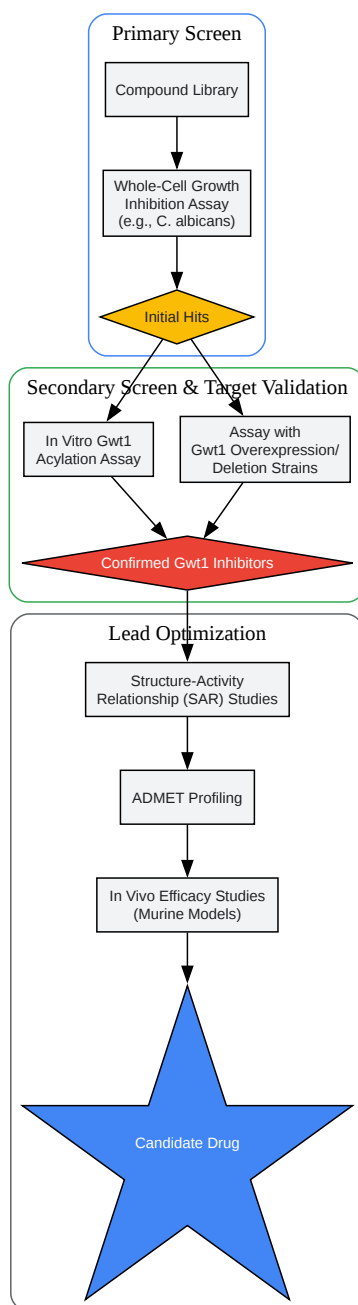 Primary Screen
Compound Library
Whole-Cell Growth
Inhibition Assay
(e.g., C. albicans)
Initial Hits
Secondary Screen & Target Validation
In Vitro Gwt1
Acylation Assay
Assay with
Gwt1 Overexpression/
Deletion Strains
Confirmed Gwt1 Inhibitors
Lead Optimization
Structure-Activity
Relationship (SAR) Studies
ADMET Profiling
In Vivo Efficacy Studies
(Murine Models)
Candidate Drug